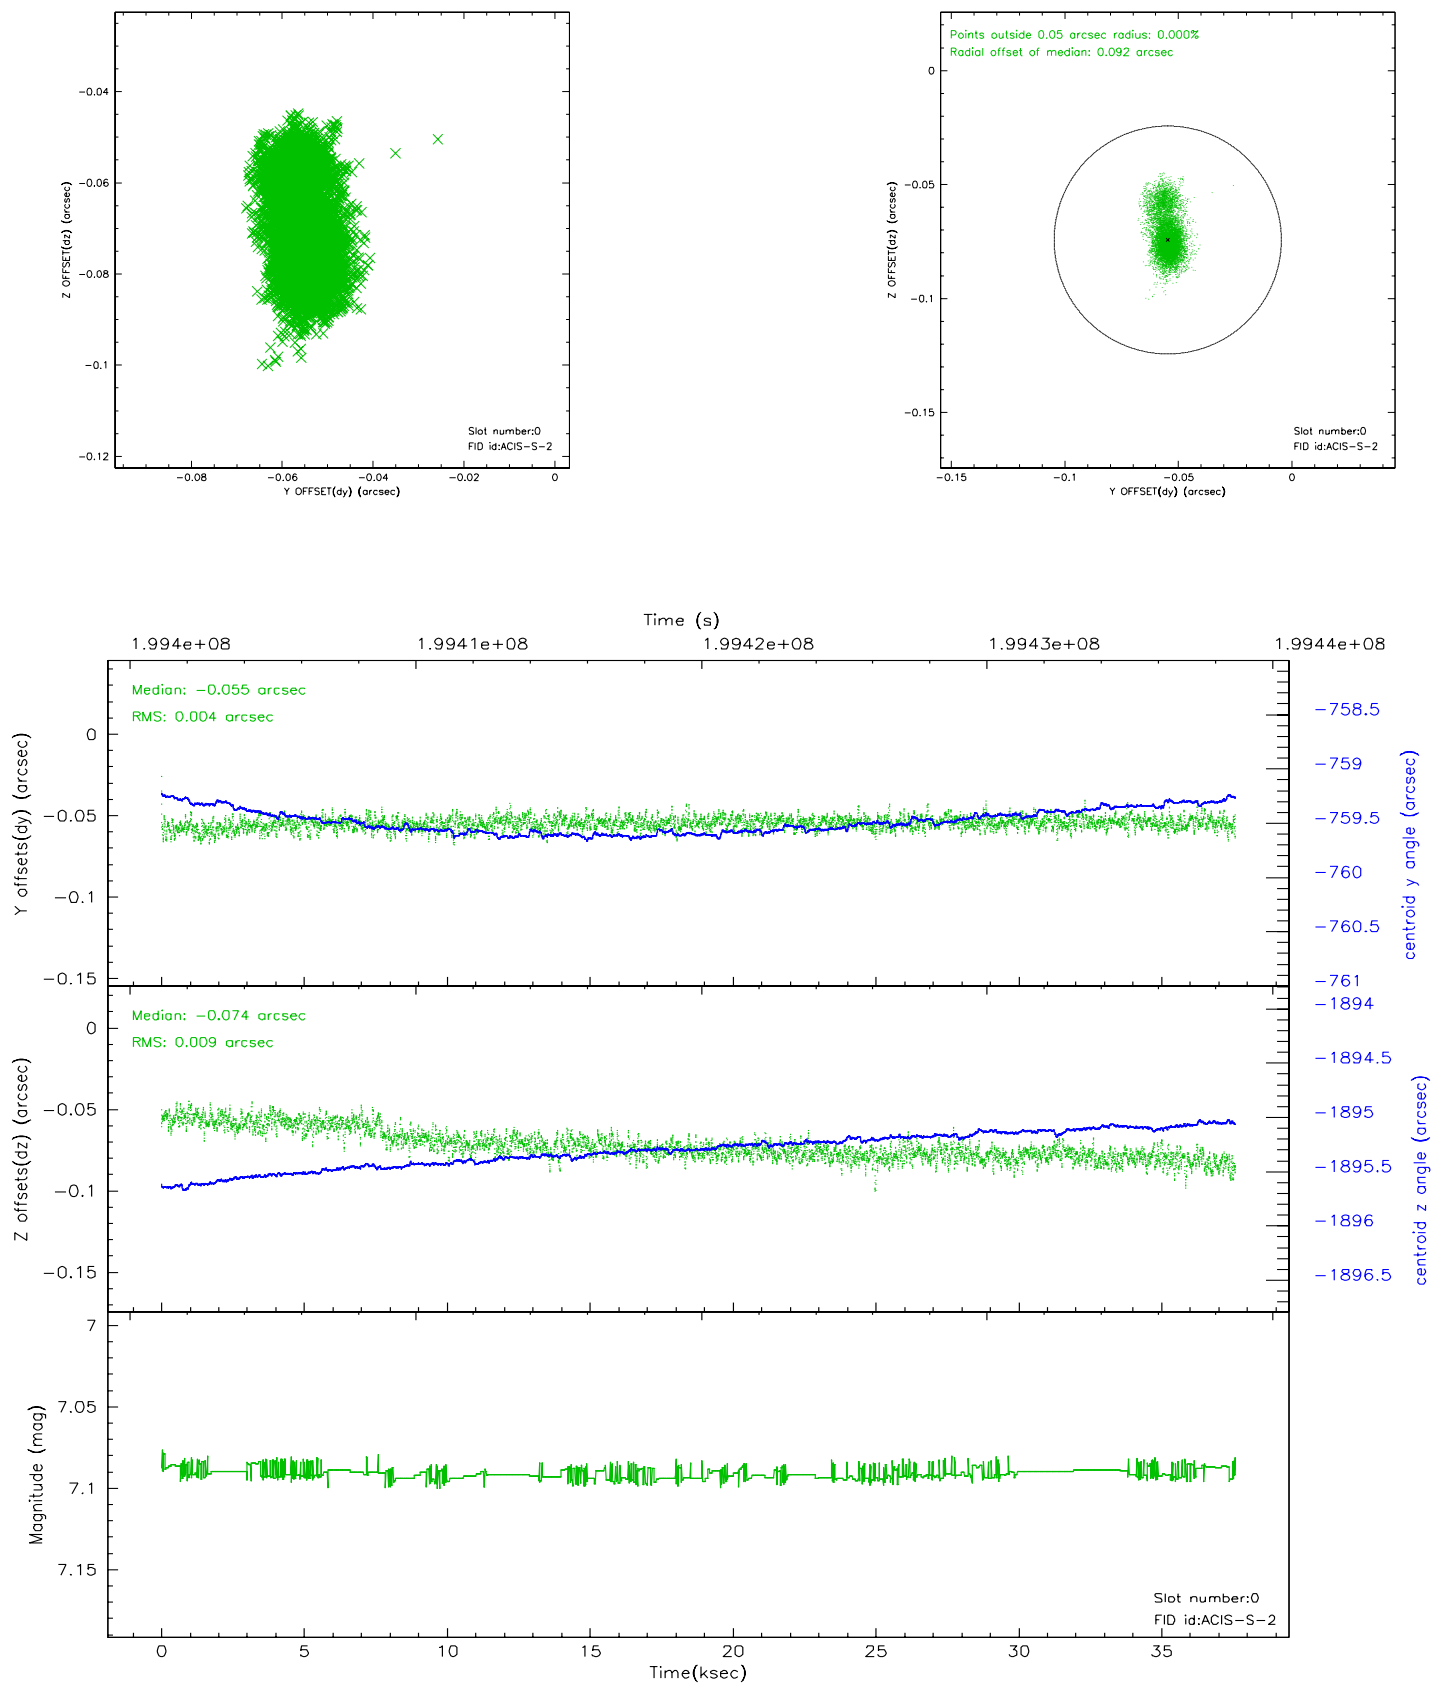 -0.04
-0.06
-0.08
-0.1
-0.12
Z OFFSET(dz) (arcsec)
Slot number:0
FID id:ACIS-S-2
-0.08 -0.06 -0.04 -0.02 0
Y OFFSET(dy) (arcsec)
Points outside 0.05 arcsec radius: 0.000%
Radial offset of median: 0.092 arcsec
0
-0.05
-0.1
-0.15
Z OFFSET(dz) (arcsec)
Slot number:0
FID id:ACIS-S-2
-0.15 -0.1 -0.05 0
Y OFFSET(dy) (arcsec)
Time (s)
1.994e+08 1.9941e+08 1.9942e+08 1.9943e+08 1.9944e+08
Median: -0.055 arcsec
RMS: 0.004 arcsec
0
-0.05
-0.1
-0.15
Y offsets(dy) (arcsec)
-758.5
-759
-759.5
-760
-760.5
-761
centroid y angle (arcsec)
Median: -0.074 arcsec
RMS: 0.009 arcsec
0
-0.05
-0.1
-0.15
Z offsets(dz) (arcsec)
-1894
-1894.5
-1895
-1895.5
-1896
-1896.5
centroid z angle (arcsec)
7
7.05
7.1
7.15
Magnitude (mag)
Slot number:0
FID id:ACIS-S-2
0 5 10 15 20 25 30 35
Time(ksec)